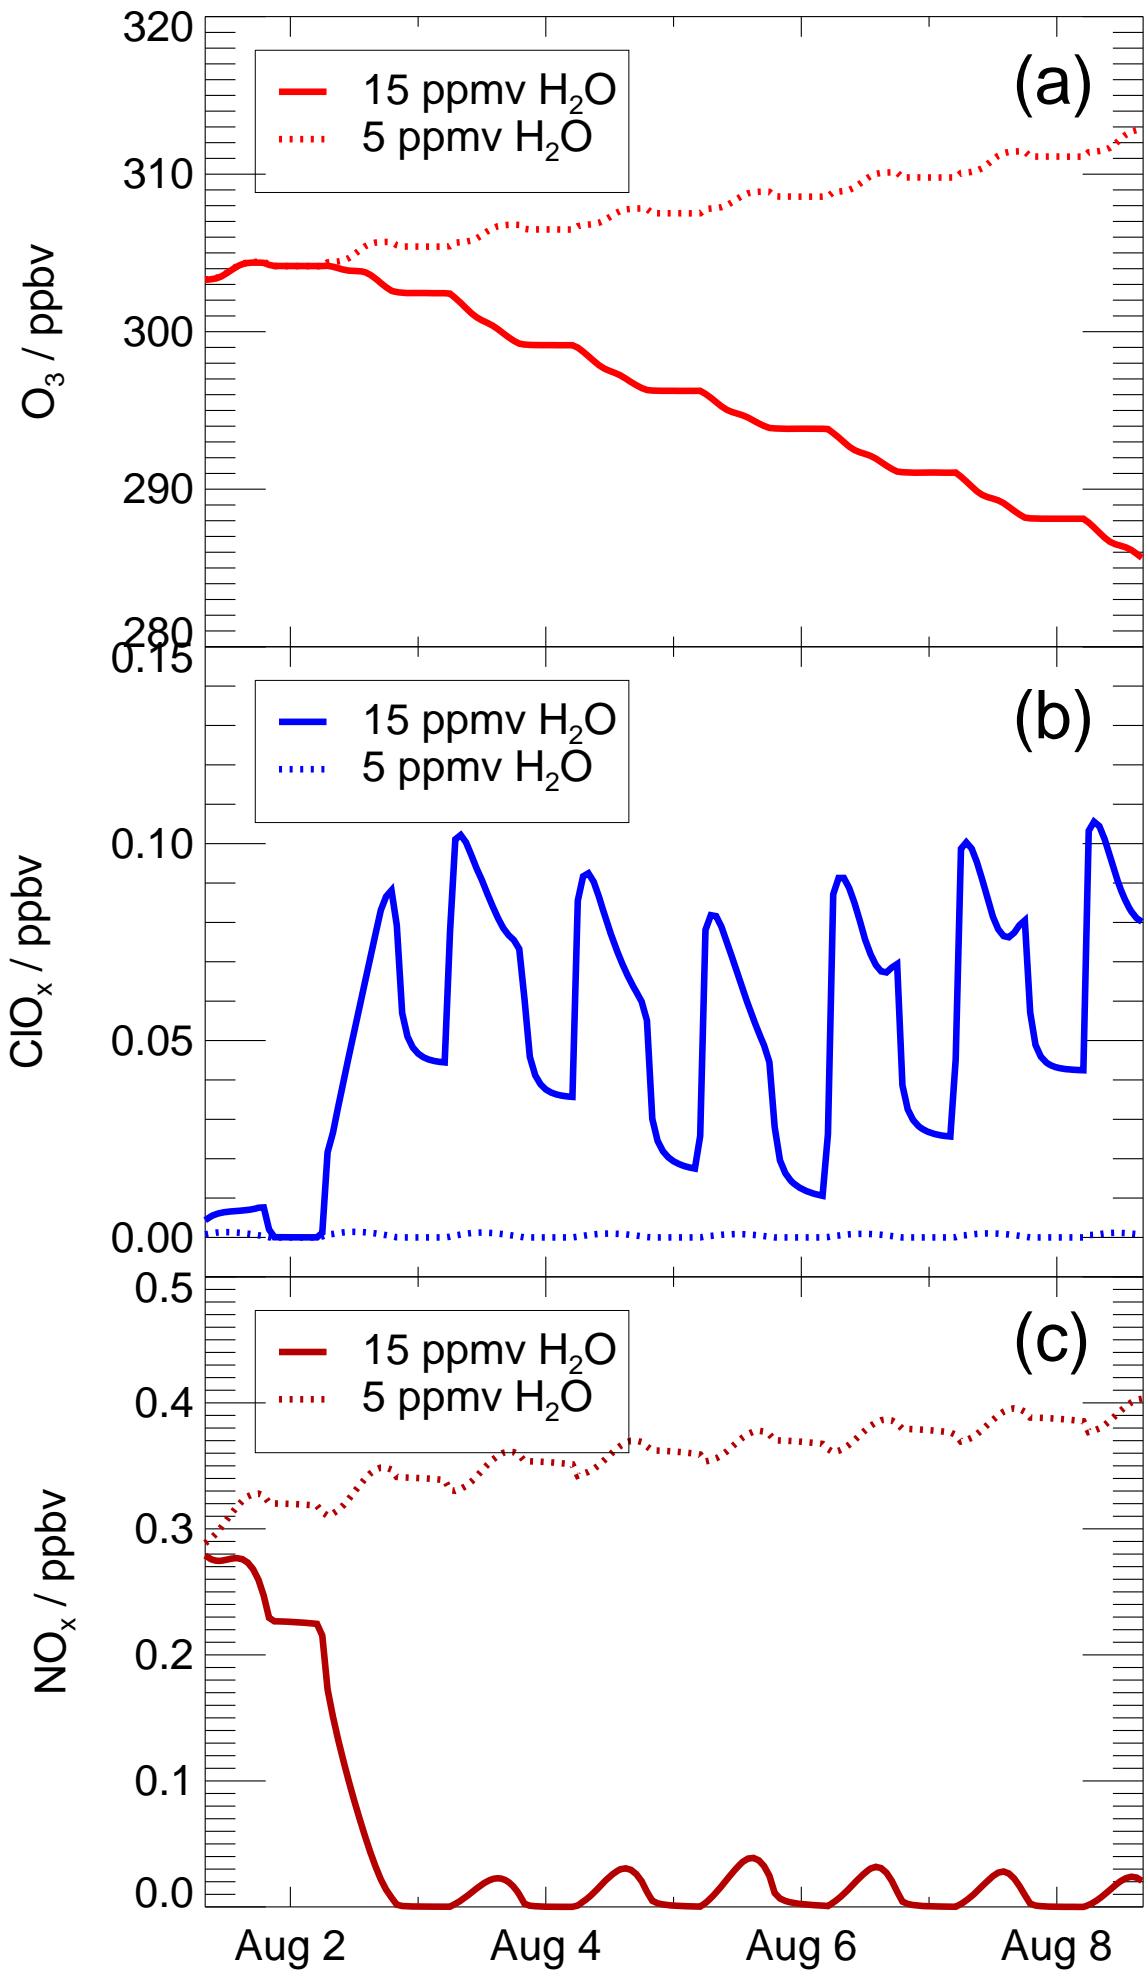 320
310
300
290
280
O3 / ppbv
15 ppmv H2O
5 ppmv H2O
(a)
0.15
0.10
0.05
0.00
ClOx / ppbv
15 ppmv H2O
5 ppmv H2O
(b)
0.5
0.4
0.3
0.2
0.1
0.0
NOx / ppbv
15 ppmv H2O
5 ppmv H2O
(c)
Aug 2 Aug 4 Aug 6 Aug 8